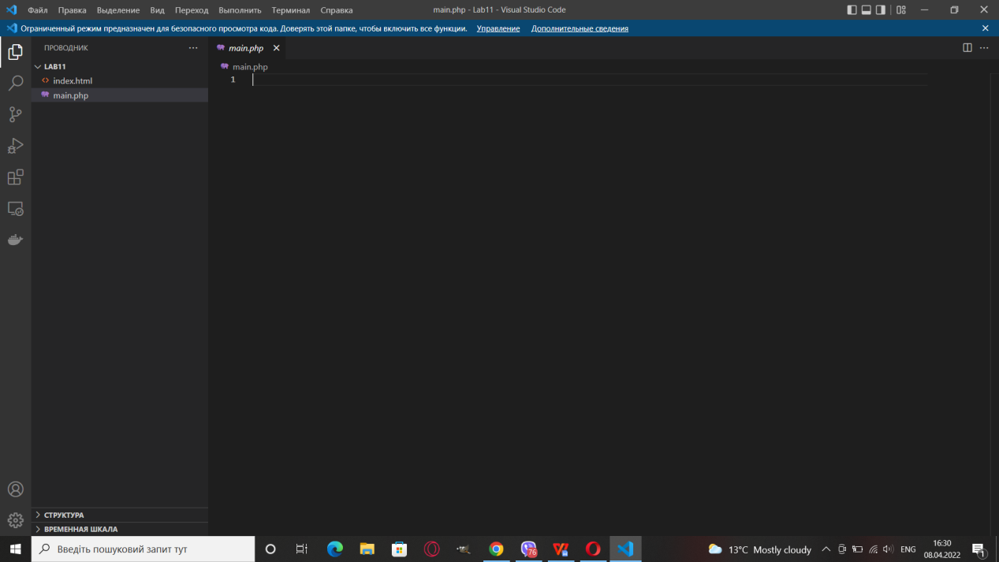 Файл Правка Выделение Вид Переход Выполнить Терминал Справка
main.php - Lab11 - Visual Studio Code
Ограниченный режим предназначен для безопасного просмотра кода. Доверять этой папке, чтобы включить все функции. Управление Дополнительные сведения
ПРОВОДНИК
main.php
LAB11
main.php
index.html
1
main.php
СТРУКТУРА
ВРЕМЕННАЯ ШКАЛА
Введіть пошуковий запит тут
76
13°C Mostly cloudy
ENG
16:30
08.04.2022
1